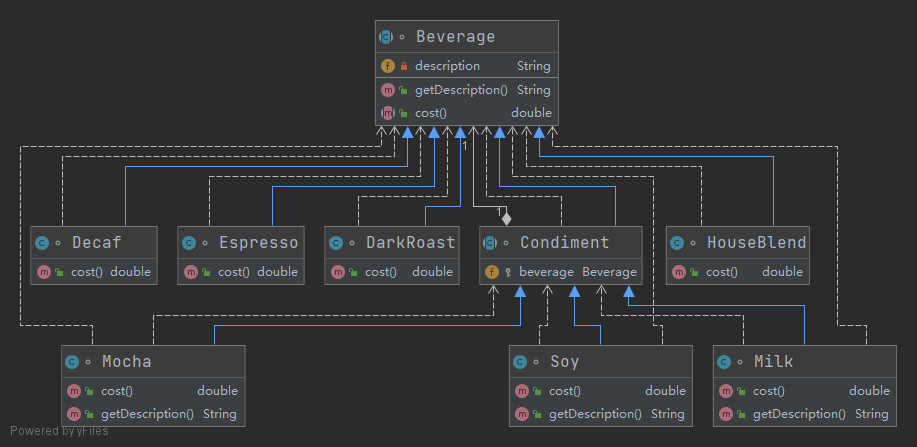 Beverage
description String
getDescription() String
cost() double
1
1
Decaf
cost() double
Espresso
cost() double
DarkRoast
cost() double
Condiment
beverage Beverage
HouseBlend
cost() double
Mocha
cost() double
getDescription() String
Soy
cost() double
getDescription() String
Milk
cost() double
getDescription() String
Powered by yFiles